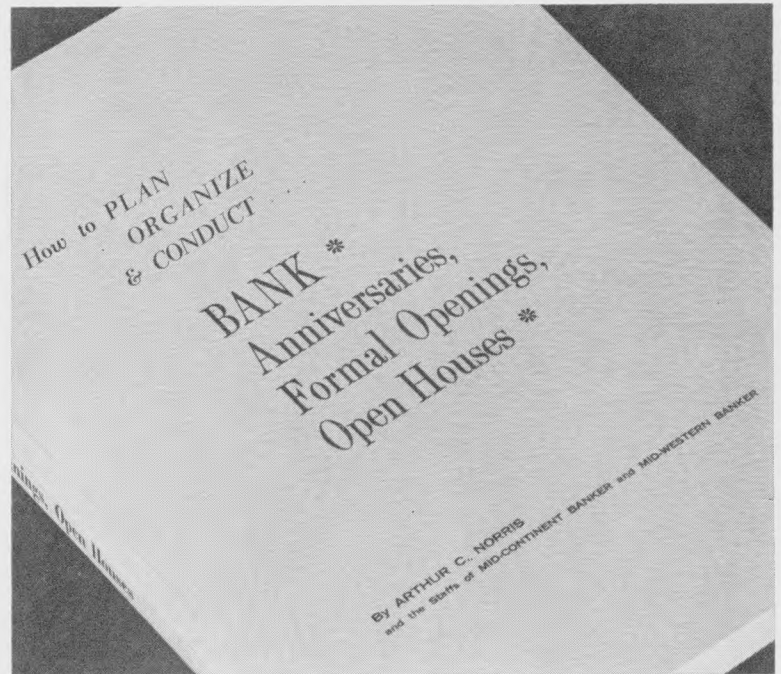 How to PLAN
ORGANIZE
& CONDUCT . . .
BANK *
Anniversaries,
Formal Openings,
Open Houses *
By ARTHUR C. NORRIS
and the Staffs of MID-CONTINENT BANKER and MID-WESTERN BANKER
nings, Open Houses